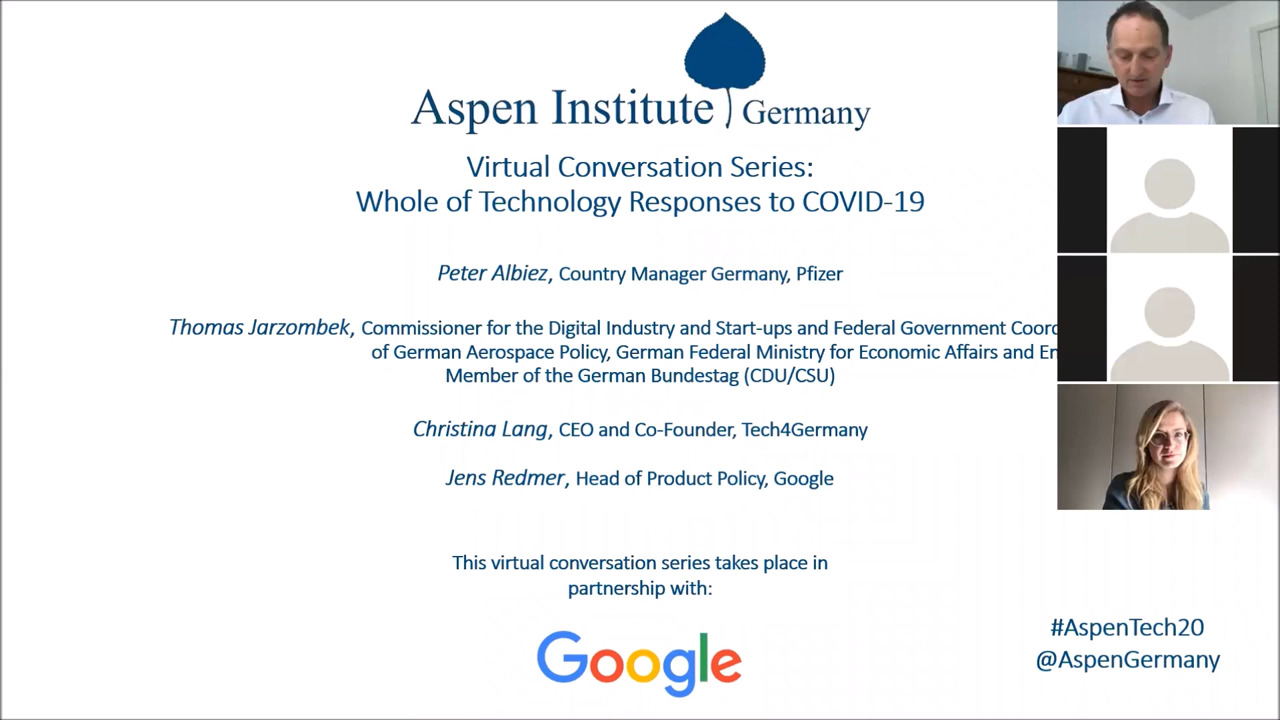 Aspen Institute Germany
Virtual Conversation Series:
Whole of Technology Responses to COVID-19
Peter Albiez, Country Manager Germany, Pfizer
Thomas Jarzombek, Commissioner for the Digital Industry and Start-ups and Federal Government
of German Aerospace Policy, German Federal Ministry for Economic Affairs and
Member of the German Bundestag (CDU/CSU)
Christina Lang, CEO and Co-Founder, Tech4Germany
Jens Redmer, Head of Product Policy, Google
This virtual conversation series takes place in
partnership with:
Google
#AspenTech20
@AspenGermany